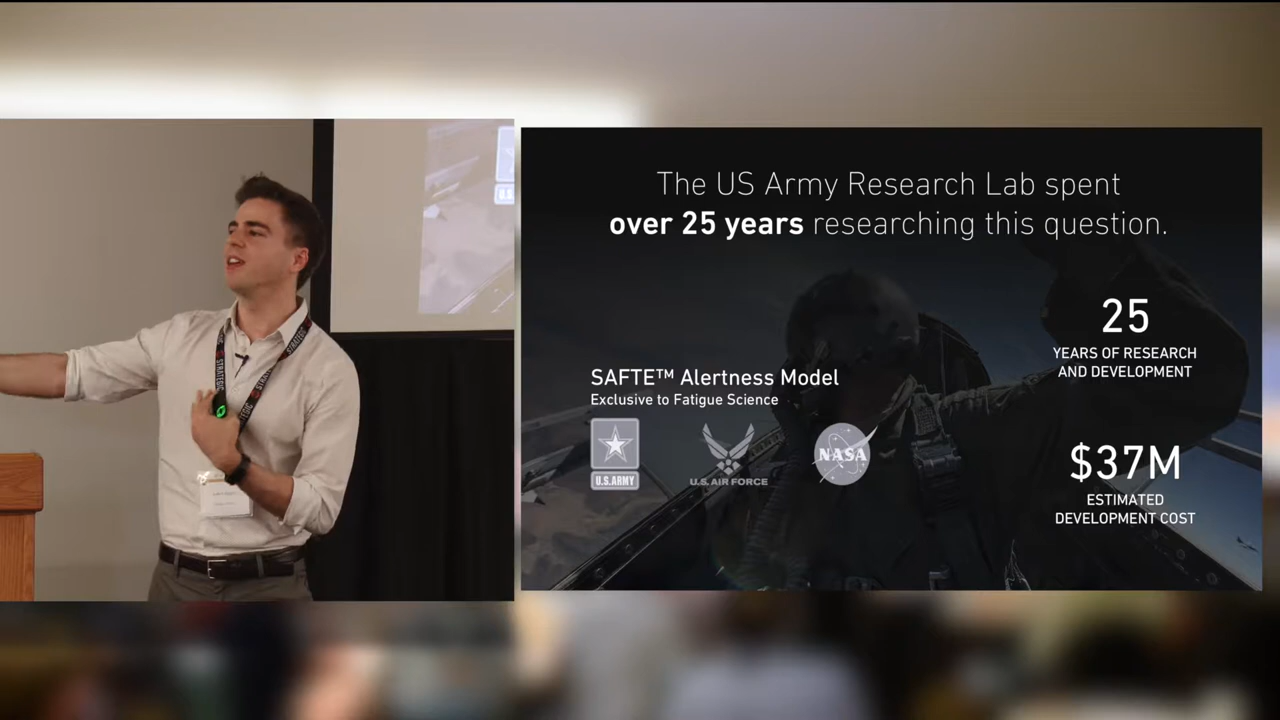 The US Army Research Lab spent
over 25 years researching this question.
25
YEARS OF RESEARCH
AND DEVELOPMENT
SAFTE™ Alertness Model
Exclusive to Fatigue Science
U.S.ARMY
U.S. AIR FORCE
NASA
$37M
ESTIMATED
DEVELOPMENT COST
STRATEGIC